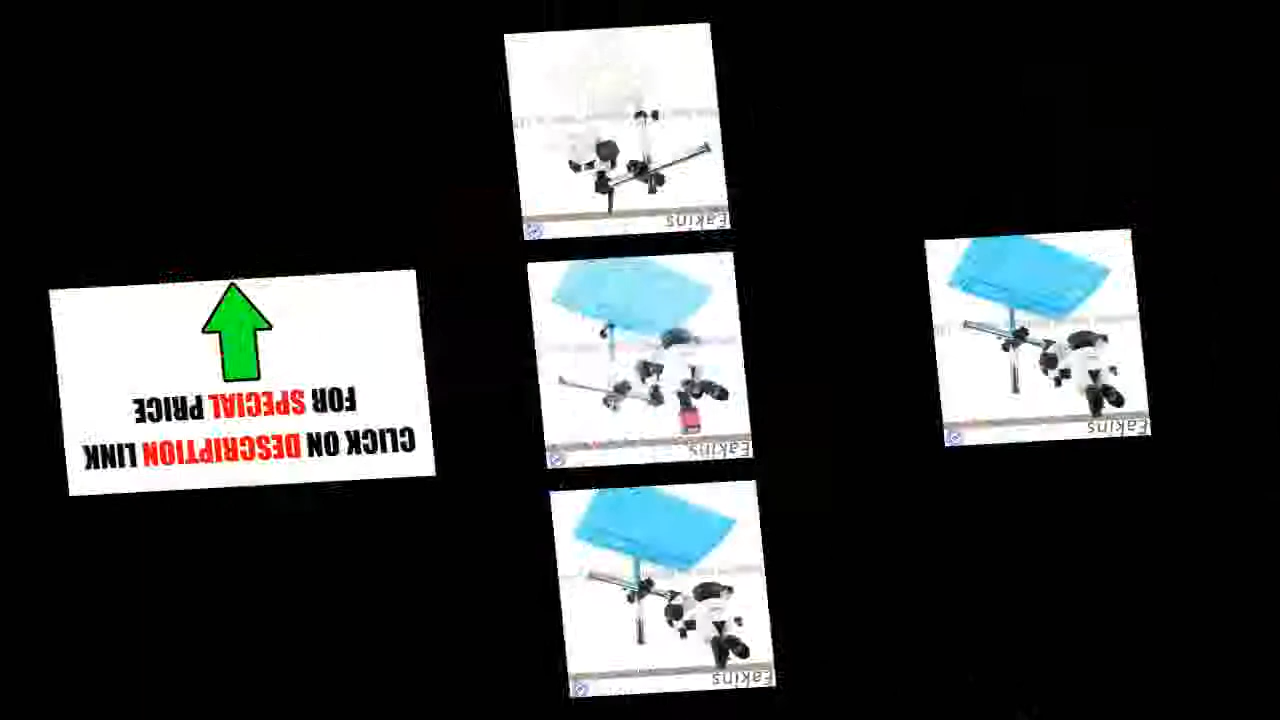 CLICK ON DESCRIPTION LINK
FOR SPECIAL PRICE
Eakins
Eakins
Eakins
Eakins